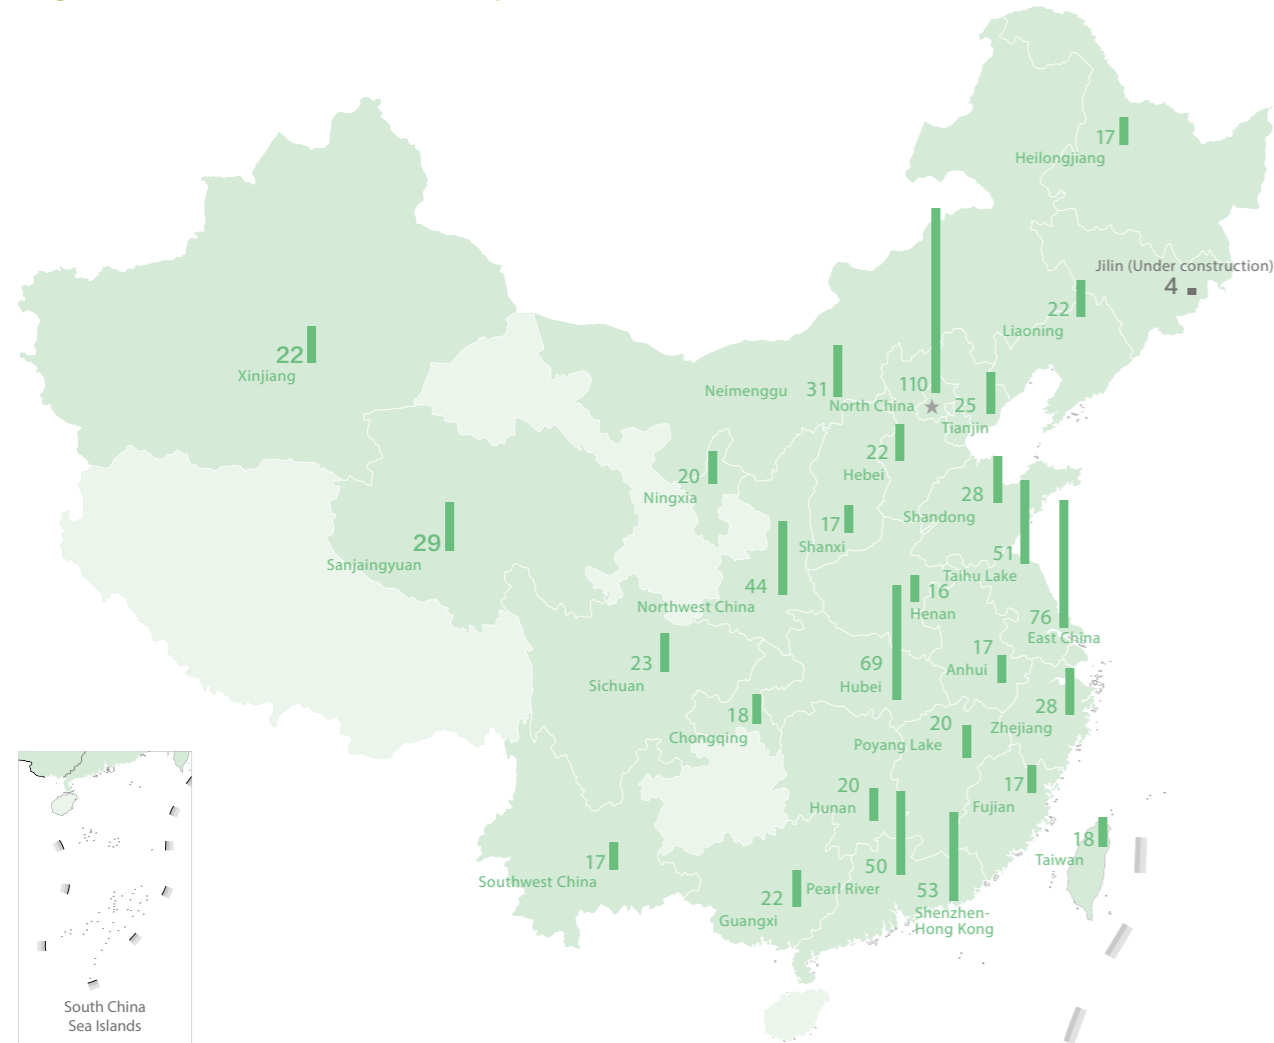 17
Heilongjiang
Jilin (Under construction)
4
22
Liaoning
22
Xinjiang
Neimenggu
31
110
North China
25
Tianjin
22
Hebei
20
Ningxia
28
Shandong
29
Sanjaingyuan
17
Shanxi
51
Taihu Lake
44
Northwest China
16
Henan
76
East China
17
Anhui
23
Sichuan
69
Hubei
28
Zhejiang
18
Chongqing
20
Poyang Lake
20
Hunan
17
Fujian
18
Taiwan
17
Southwest China
50
Pearl River
22
Guangxi
53
Shenzhen-
Hong Kong
South China
Sea Islands